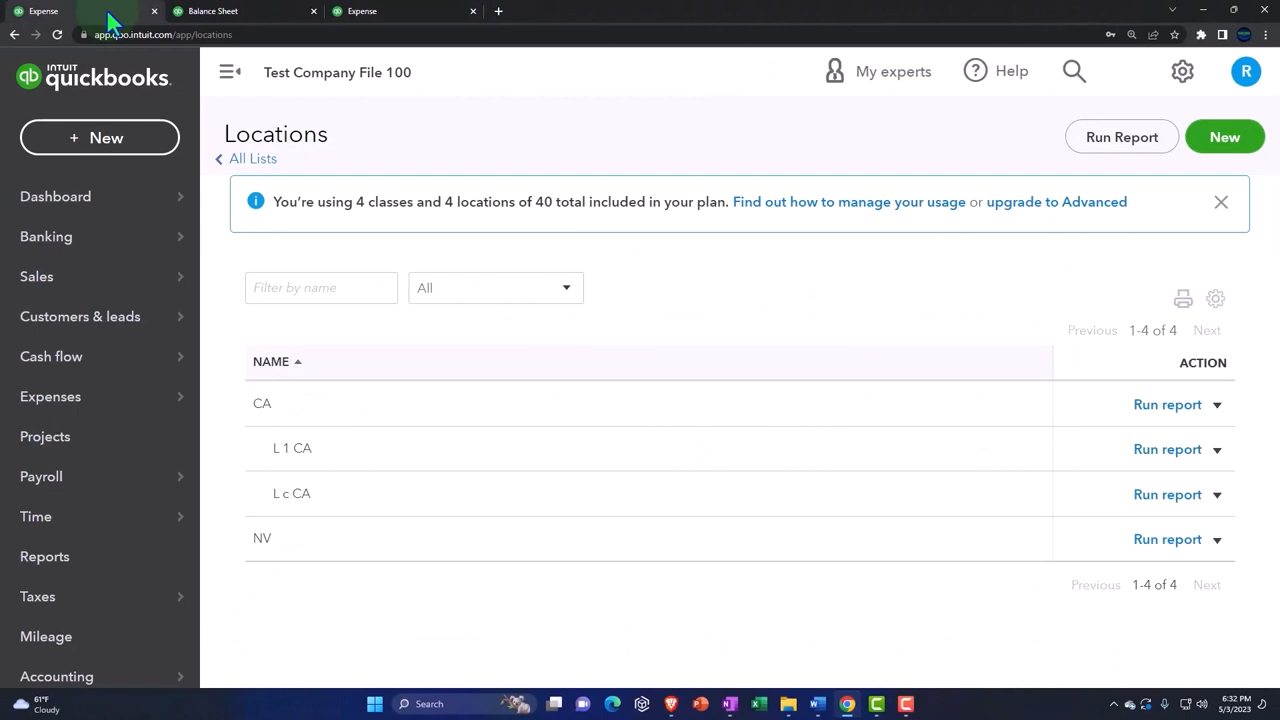 Expense
Balance Sheet
Expense
app.qbo.intuit.com/app/locations
INTUIT
quickbooks.
Test Company File 100
My experts
Help
R
+ New
Locations
All Lists
Run Report
New
You're using 4 classes and 4 locations of 40 total included in your plan. Find out how to manage your usage or upgrade to Advanced
Dashboard
Banking
Sales
Customers & leads
Cash flow
Expenses
Projects
Payroll
Time
Reports
Taxes
Mileage
Accounting
Filter by name
All
Previous 1-4 of 4 Next
NAME
ACTION
CA
Run report
L 1 CA
Run report
L c CA
Run report
NV
Run report
Previous 1-4 of 4 Next
61°F
Cloudy
Search
6:32 PM
5/3/2023